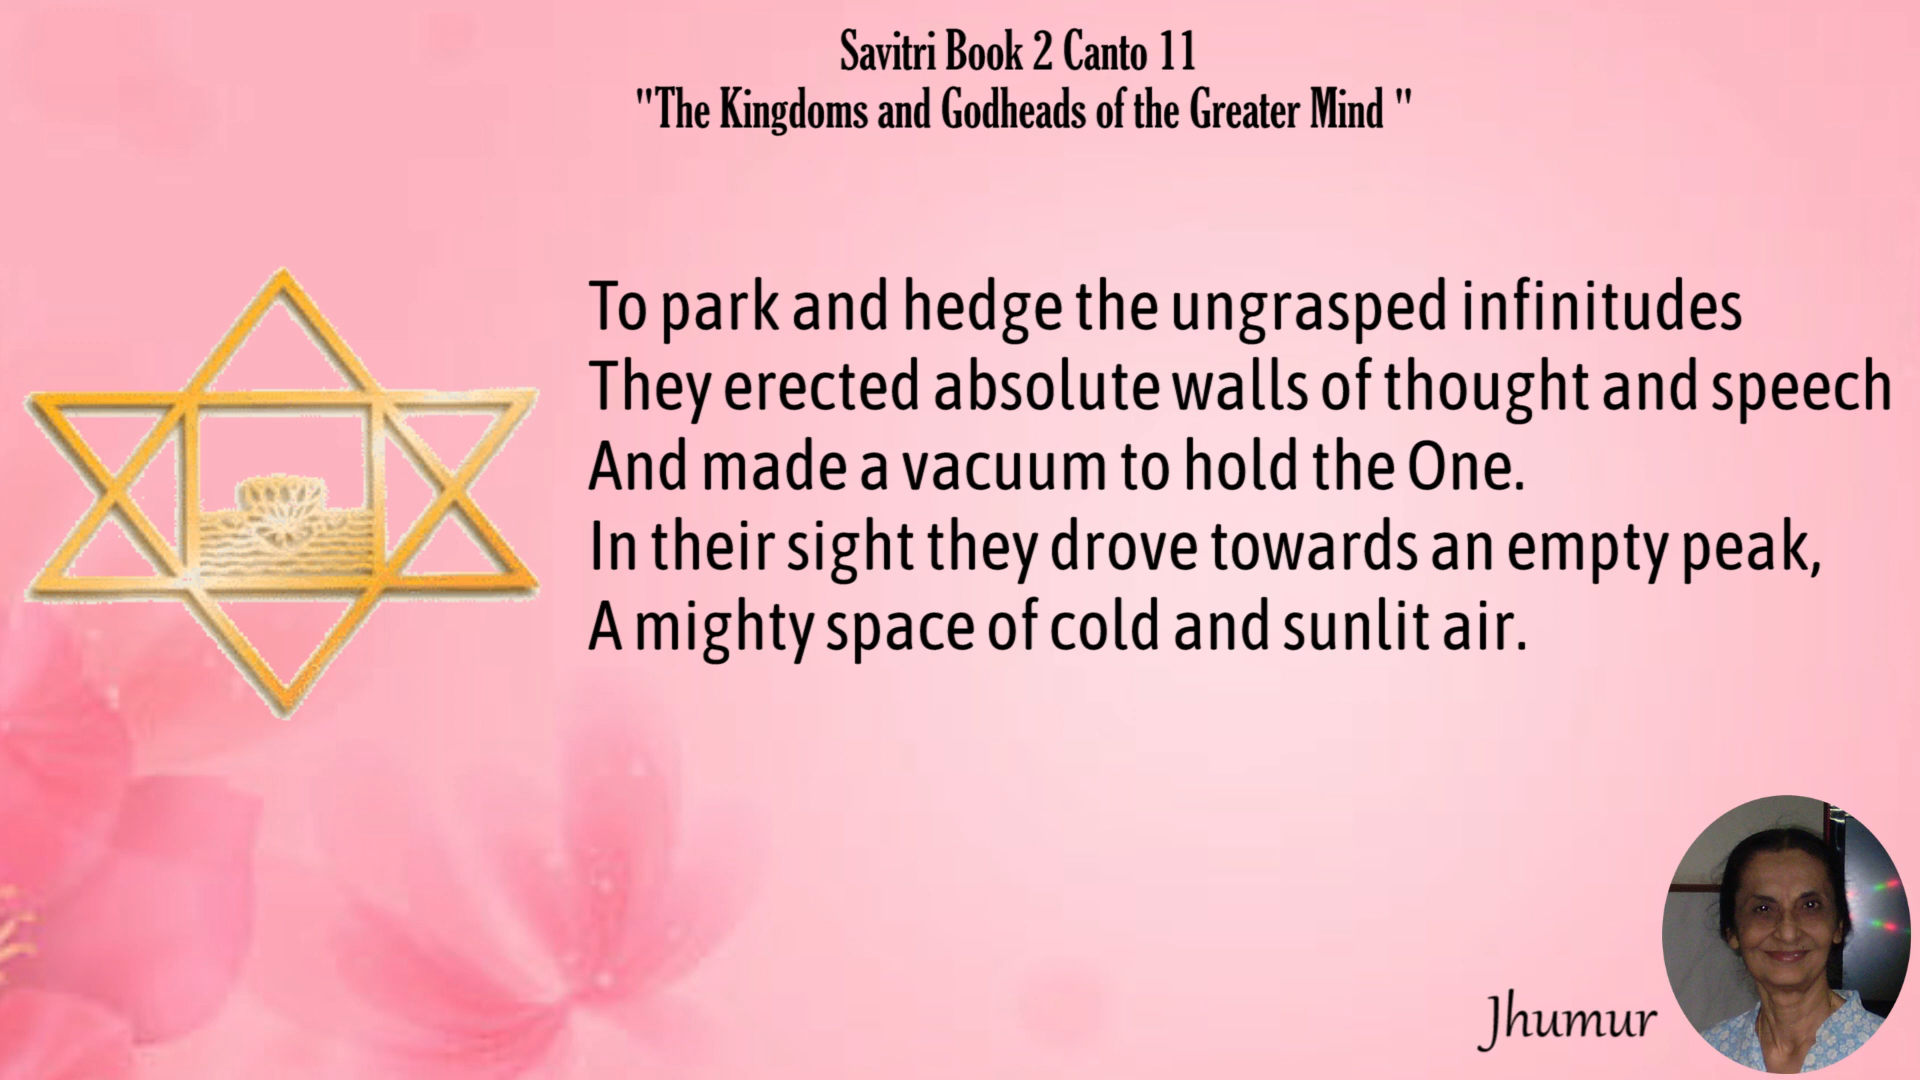 Savitri Book 2 Canto 11
"The Kingdoms and Godheads of the Greater Mind "
To park and hedge the ungrasped infinitudes
They erected absolute walls of thought and speech
And made a vacuum to hold the One.
In their sight they drove towards an empty peak,
A mighty space of cold and sunlit air.
Jhumur